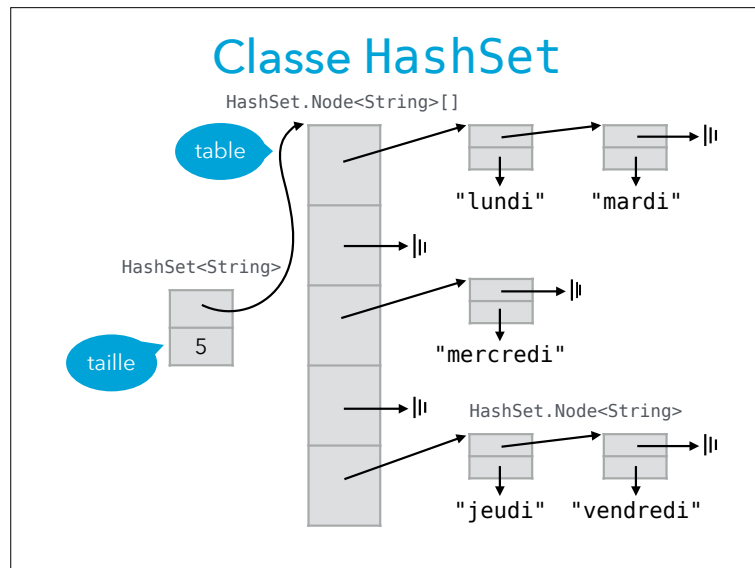 Classe HashSet
HashSet.Node<String>[]
table
"lundi"
"mardi"
HashSet<String>
5
taille
"mercredi"
HashSet.Node<String>
"jeudi"
"vendredi"